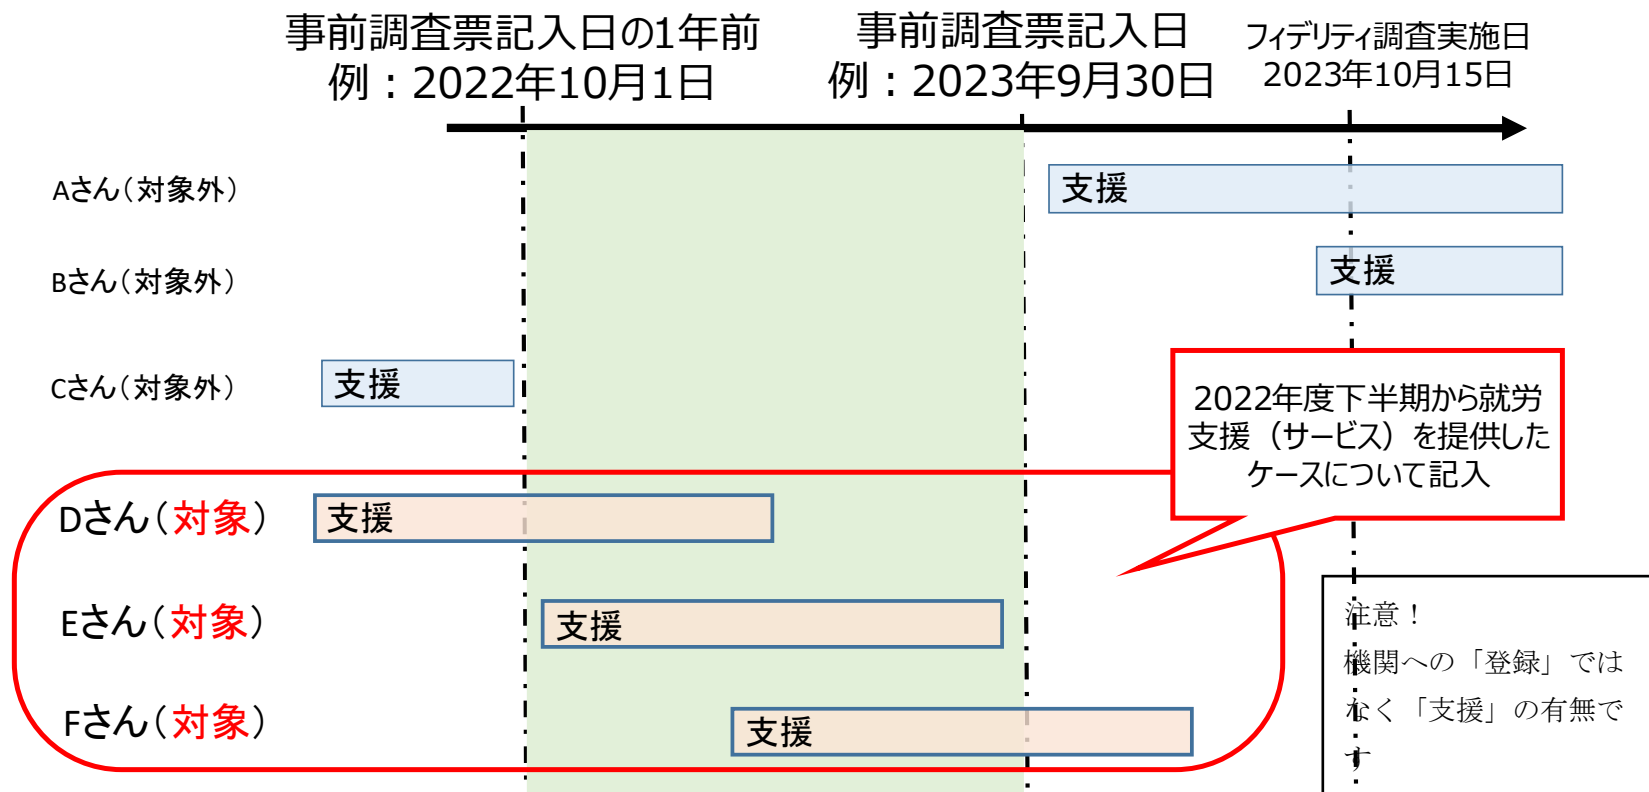 事前調査票記入日の1年前
例：2022年10月1日
事前調査票記入日
例：2023年9月30日
フィデリティ調査実施日
2023年10月15日
Aさん（対象外）
支援
Bさん（対象外）
支援
Cさん（対象外）
支援
2022年度下半期から就労
支援（サービス）を提供した
ケースについて記入
Dさん（対象）
支援
Eさん（対象）
支援
Fさん（対象）
支援
注意！
機関への「登録」では
なく「支援」の有無で
す